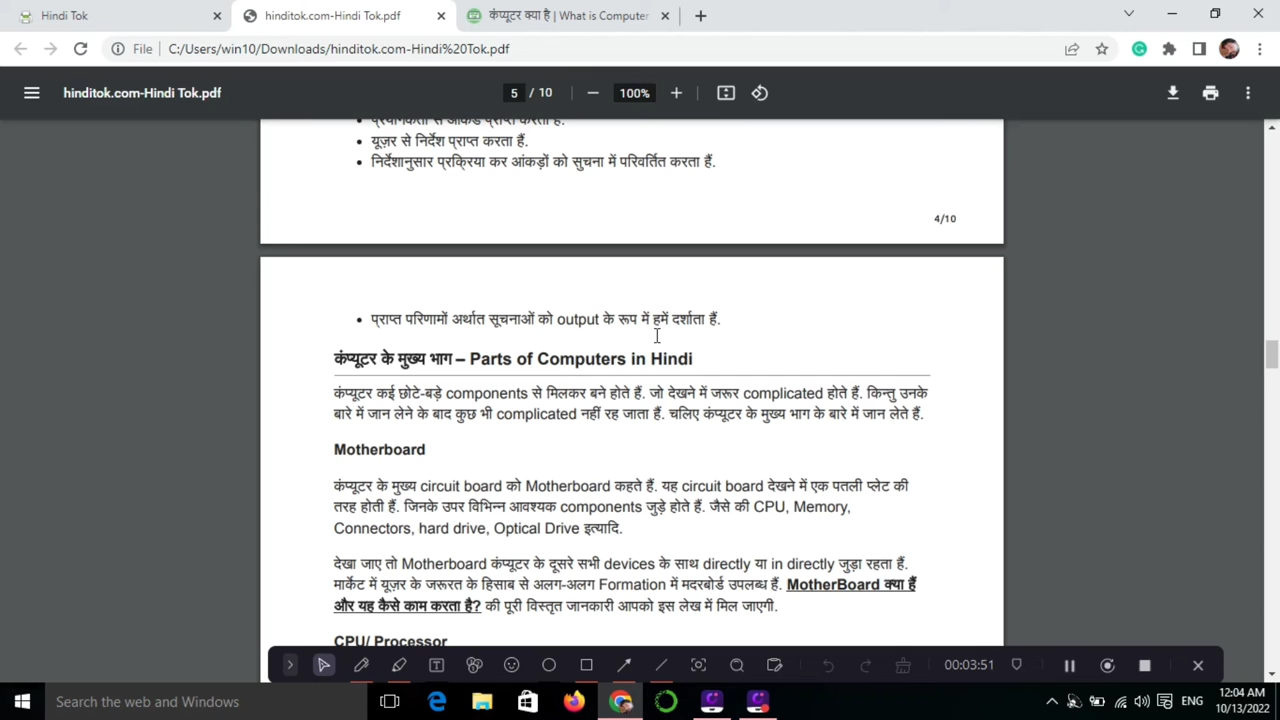 Hindi Tok
hinditok.com-Hindi Tok.pdf
कंप्यूटर क्या है | What is Computer
File
C:/Users/win10/Downloads/hinditok.com-Hindi%20Tok.pdf
hinditok.com-Hindi Tok.pdf
5 / 10
100%
• प्रयोगकर्ता से आंकड़े प्राप्त करता हैं.
• यूज़र से निर्देश प्राप्त करता हैं.
• निर्देशानुसार प्रक्रिया कर आंकड़ों को सुचना में परिवर्तित करता हैं.
4/10
• प्राप्त परिणामों अर्थात सूचनाओं को output के रूप में हमें दर्शाता हैं.
कंप्यूटर के मुख्य भाग – Parts of Computers in Hindi
कंप्यूटर कई छोटे-बड़े components से मिलकर बने होते हैं. जो देखने में जरूर complicated होते हैं. किन्तु उनके
बारे में जान लेने के बाद कुछ भी complicated नहीं रह जाता हैं. चलिए कंप्यूटर के मुख्य भाग के बारे में जान लेते हैं.
Motherboard
कंप्यूटर के मुख्य circuit board को Motherboard कहते हैं. यह circuit board देखने में एक पतली प्लेट की
तरह होती हैं. जिनके उपर विभिन्न आवश्यक components जुड़े होते हैं. जैसे की CPU, Memory,
Connectors, hard drive, Optical Drive इत्यादि.
देखा जाए तो Motherboard कंप्यूटर के दूसरे सभी devices के साथ directly या in directly जुड़ा रहता हैं.
मार्केट में यूज़र के जरूरत के हिसाब से अलग-अलग Formation में मदरबोर्ड उपलब्ध हैं. MotherBoard क्या हैं
और यह कैसे काम करता है? की पूरी विस्तृत जानकारी आपको इस लेख में मिल जाएगी.
CPU/ Processor
00:03:51
Search the web and Windows
ENG
12:04 AM
10/13/2022